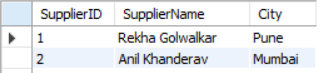 SupplierID SupplierName City
1 Rekha Golwalkar Pune
2 Anil Khanderav Mumbai